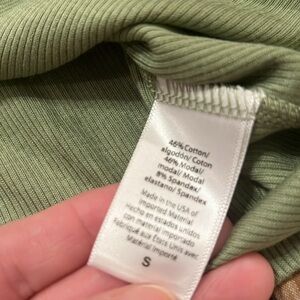 46% Cotton/
algodón/ Coton
46% Modal/
modal/ Modal
8% Spandex/
elastano/ Spandex
Made in the USA of
Imported Material
Hecho en estados unidos
con material importado
Fabriqué aux États Unis avec
Matériel Importé
S